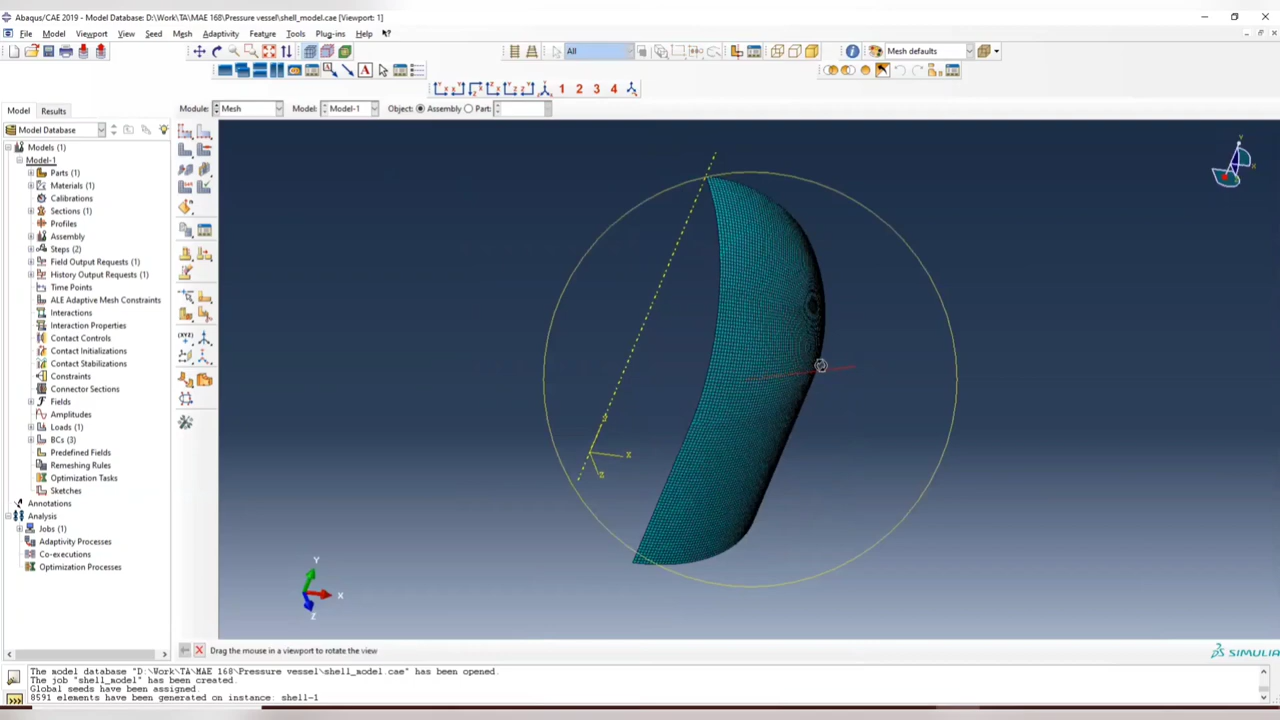 Abaqus/CAE 2019 - Model Database: D:\Work\TA\MAE 168\Pressure vessel\shell_model.cae [Viewport: 1]
File Model Viewport View Seed Mesh Adaptivity Feature Tools Plug-ins Help
All
Mesh defaults
1 2 3 4
Model Results
Module: Mesh Model: Model-1 Object: Assembly Part:
Model Database
Models (1)
Model-1
Parts (1)
Materials (1)
Calibrations
Sections (1)
Profiles
Assembly
Steps (2)
Field Output Requests (1)
History Output Requests (1)
Time Points
ALE Adaptive Mesh Constraints
Interactions
Interaction Properties
Contact Controls
Contact Initializations
Contact Stabilizations
Constraints
Connector Sections
Fields
Amplitudes
Loads (1)
BCs (3)
Predefined Fields
Remeshing Rules
Optimization Tasks
Sketches
Annotations
Analysis
Jobs (1)
Adaptivity Processes
Co-executions
Optimization Processes
Y
X
Z
X
Drag the mouse in a viewport to rotate the view
SIMULIA
The model database "D:\Work\TA\MAE 168\Pressure vessel\shell_model.cae" has been opened.
The job "shell_model" has been created.
Global seeds have been assigned.
8591 elements have been generated on instance: shell-1